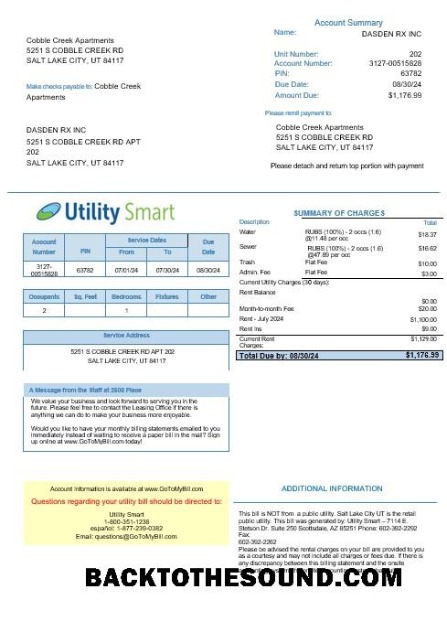 Account Summary
Name: DASDEN RX INC
Cobble Creek Apartments
5251 S COBBLE CREEK RD
SALT LAKE CITY, UT 84117
Unit Number: 202
Account Number: 3127-00515828
PIN: 63782
Due Date: 08/30/24
Amount Due: $1,176.99
Make checks payable to: Cobble Creek
Apartments
Please remit payment to:
Cobble Creek Apartments
5251 S COBBLE CREEK RD
SALT LAKE CITY, UT 84117
DASDEN RX INC
5251 S COBBLE CREEK RD APT
202
SALT LAKE CITY, UT 84117
Please detach and return top portion with payment
Utility Smart
Account Number PIN Service Dates From To Due Date
3127-00515828 63782 07/01/24 07/30/24 08/30/24
Occupants Sq. Feet Bedrooms Fixtures Other
2 1
Service Address
5251 S COBBLE CREEK RD APT 202
SALT LAKE CITY, UT 84117
SUMMARY OF CHARGES
Description Total
Water RUBS (100%) - 2 occs (1.6) $18.37
@11.48 per occ
Sewer RUBS (100%) - 2 occs (1.6) $16.62
@47.89 per occ
Trash Flat Fee $10.00
Admin. Fee Flat Fee $3.00
Current Utility Charges (30 days):
Rent Balance
$0.00
Month-to-month Fee $20.00
Rent - July 2024 $1,100.00
Rent Ins $9.00
Current Rent $1,129.00
Charges:
Total Due by: 08/30/24 $1,176.99
A Message from the Staff at 3800 Place
We value your business and look forward to serving you in the
future. Please feel free to contact the Leasing Office if there is
anything we can do to make your business more enjoyable.
Would you like to have your monthly billing statements emailed to you
immediately instead of waiting to receive a paper bill in the mail? Sign
up online at www.GoToMyBill.com today!
Account Information is available at www.GoToMyBill.com
Questions regarding your utility bill should be directed to:
Utility Smart
1-800-351-1238
español: 1-877-239-0382
Email: questions@GoToMyBill.com
ADDITIONAL INFORMATION
This bill is NOT from a public utility. Salt Lake City UT is the retail
public utility. This bill was generated by: Utility Smart – 7114 E.
Stetson Dr. Suite 250 Scottsdale, AZ 85251 Phone: 602-392-2292
Fax:
602-392-2262
Please be advised the rental charges on your bill are provided to you
as a courtesy and may not include all charges or fees due. If there is
any discrepancy between this billing statement and the onsite
BACKTOTHESOUND.COM